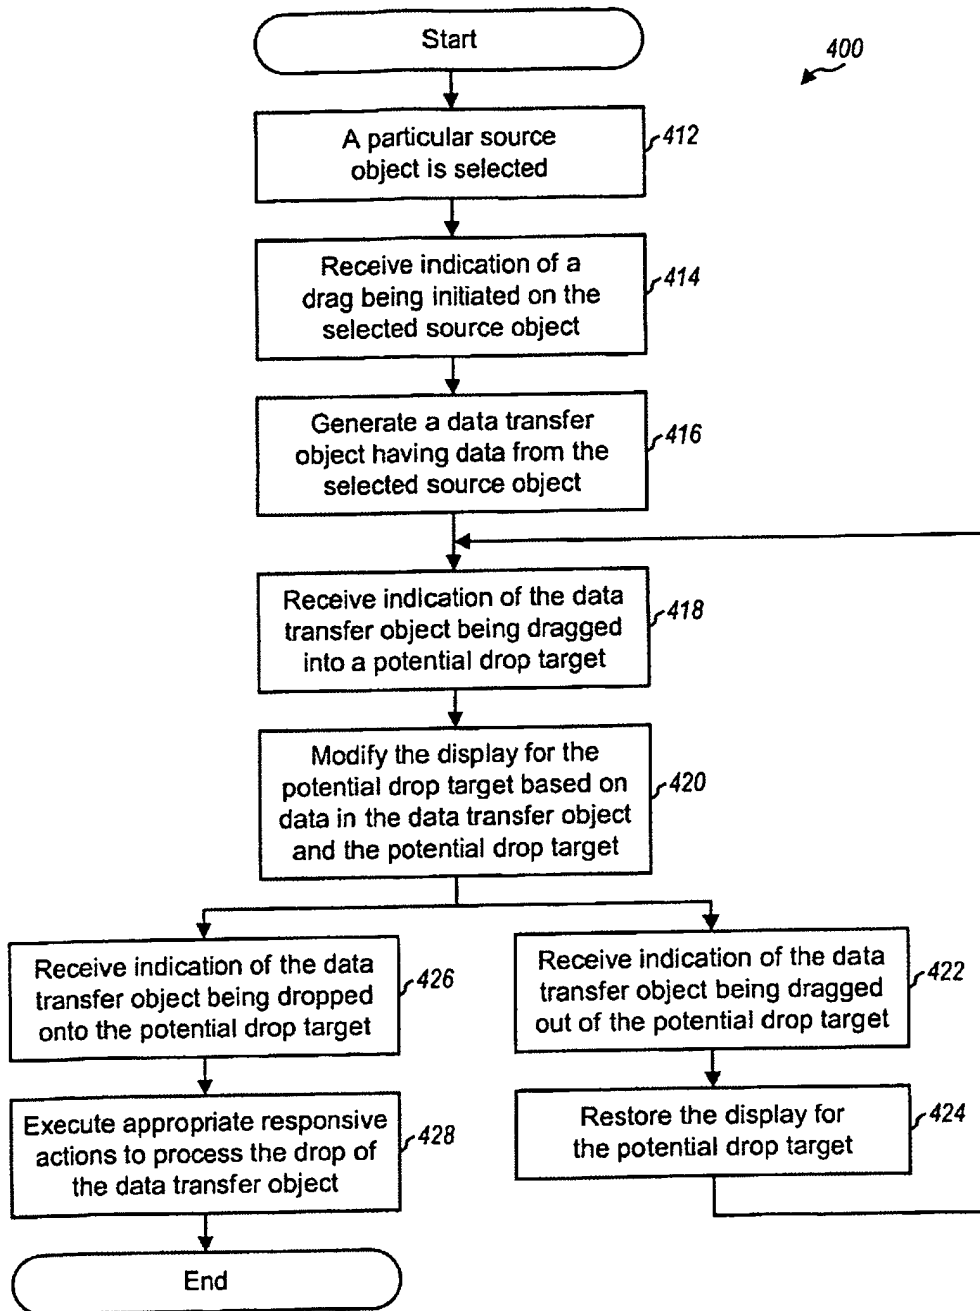 Start
400
A particular source
object is selected
412
Receive indication of a
drag being initiated on the
selected source object
414
Generate a data transfer
object having data from the
selected source object
416
Receive indication of the data
transfer object being dragged
into a potential drop target
418
Modify the display for the
potential drop target based on
data in the data transfer object
and the potential drop target
420
Receive indication of the data
transfer object being dropped
onto the potential drop target
426
Receive indication of the data
transfer object being dragged
out of the potential drop target
422
Execute appropriate responsive
actions to process the drop of
the data transfer object
428
Restore the display for
the potential drop target
424
End